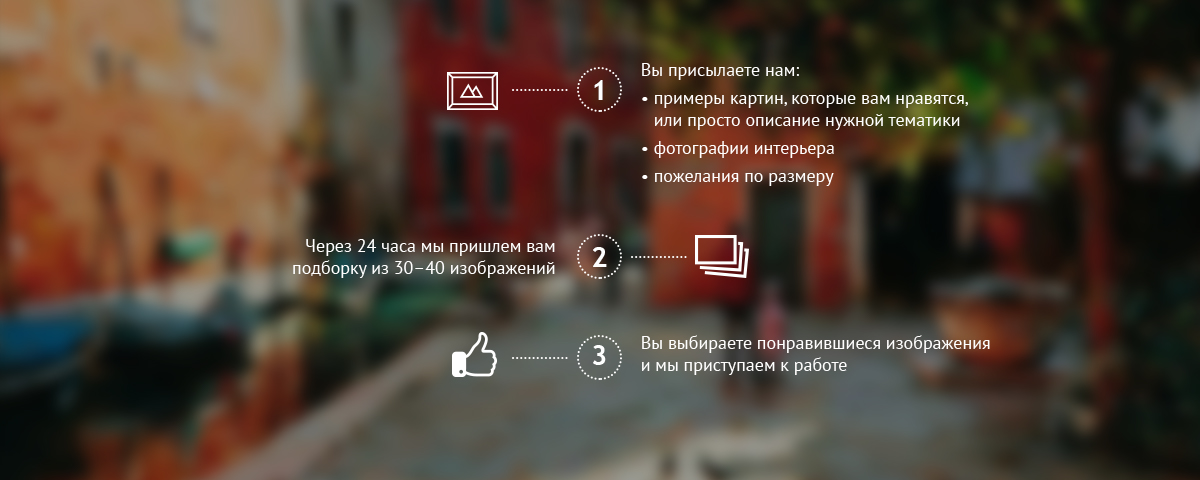 1
Вы присылаете нам:
• примеры картин, которые вам нравятся,
или просто описание нужной тематики
• фотографии интерьера
• пожелания по размеру
Через 24 часа мы пришлем вам
подборку из 30–40 изображений
2
3
Вы выбираете понравившиеся изображения
и мы приступаем к работе